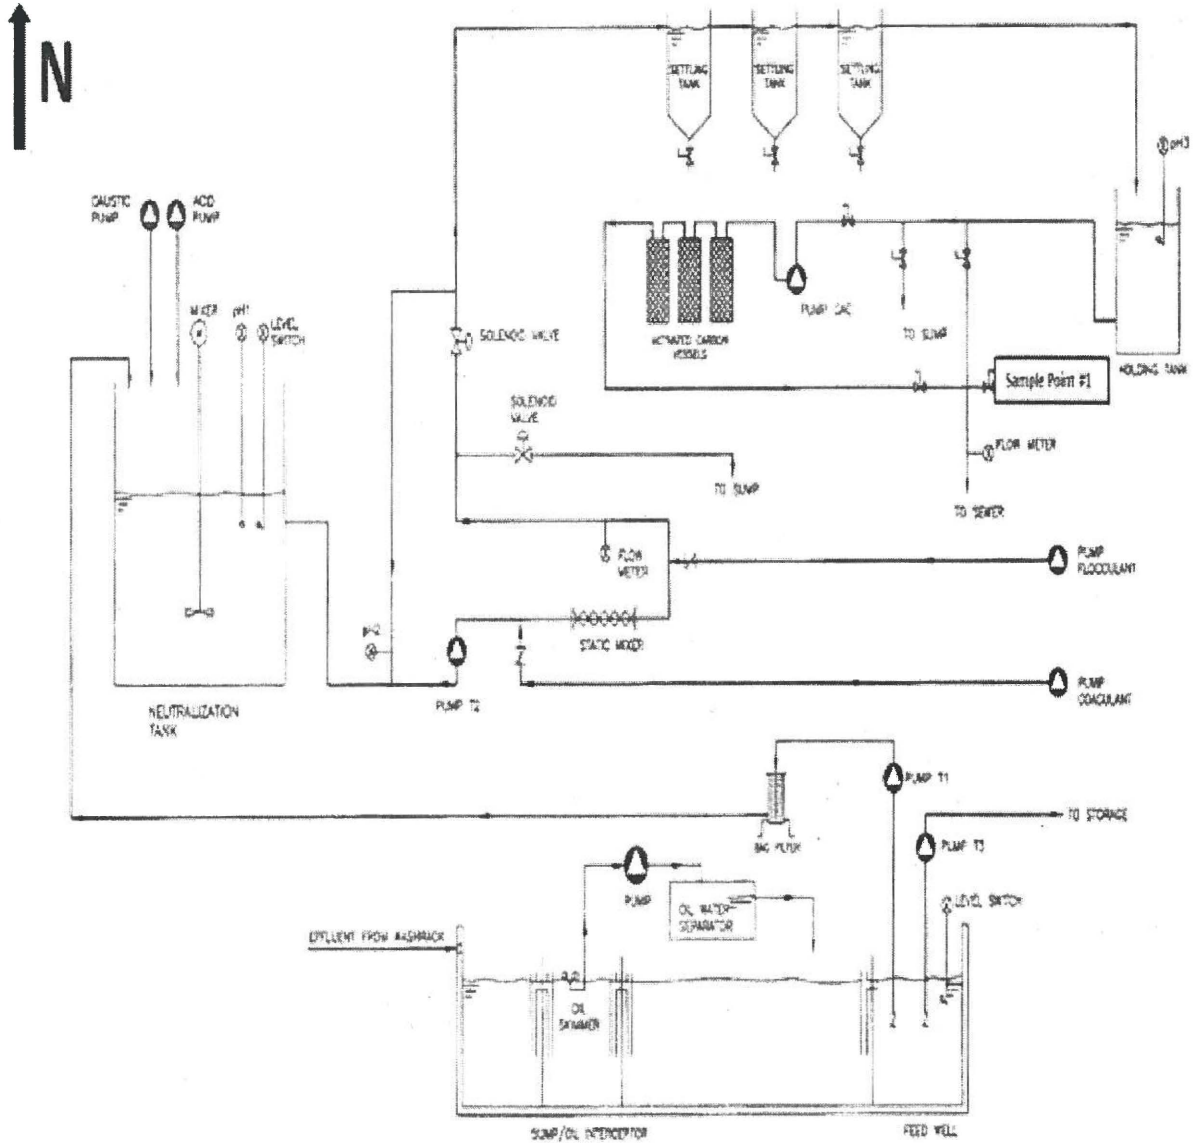 N
SETTLING
TANK
SETTLING
TANK
SETTLING
TANK
pH3
CAUSTIC
PUMP
ACID
PUMP
MIXER
pH1
LEVEL
SWITCH
SOLENOID VALVE
PUMP GAC
ACTIVATED CARBON
VESSELS
TO SUMP
HOLDING TANK
Sample Point #1
SOLENOID
VALVE
FLOW METER
TO SUMP
TO SEWER
FLOW
METER
PUMP
FLOCCULANT
pH2
STATIC MIXER
PUMP T2
PUMP
COAGULANT
NEUTRALIZATION
TANK
PUMP T1
TO STORAGE
BAG FILTER
PUMP T3
PUMP
OIL WATER
SEPARATOR
LEVEL SWITCH
EFFLUENT FROM WASHRACK
OIL
SKIMMER
SUMP/OIL INTERCEPTOR
FEED WELL